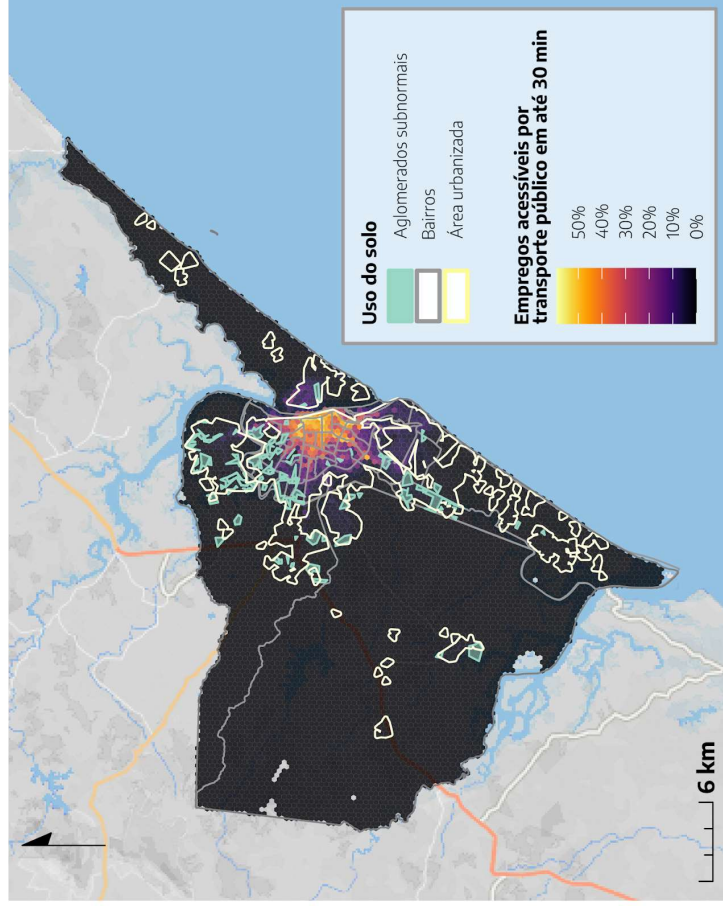 Uso do solo
Aglomerados subnormais
Bairros
Área urbanizada
Empregos acessíveis por
transporte público em até 30 min
50%
40%
30%
20%
10%
0%
6 km